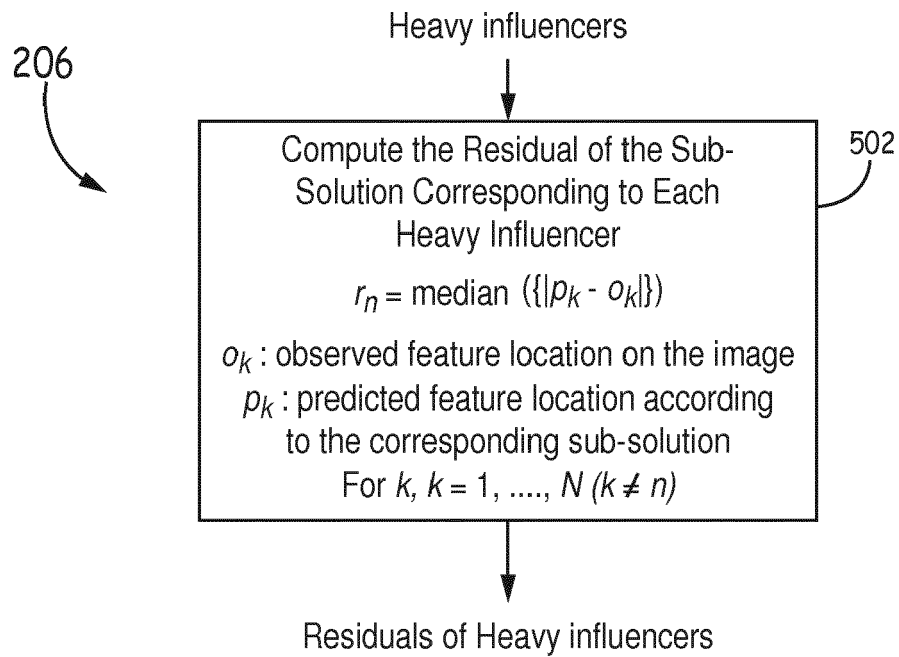 Heavy influencers
206
502
Compute the Residual of the Sub-
Solution Corresponding to Each
Heavy Influencer
rₙ = median ({|pₖ - oₖ|})
oₖ : observed feature location on the image
pₖ : predicted feature location according
to the corresponding sub-solution
For k, k = 1, ...., N (k ≠ n)
Residuals of Heavy influencers